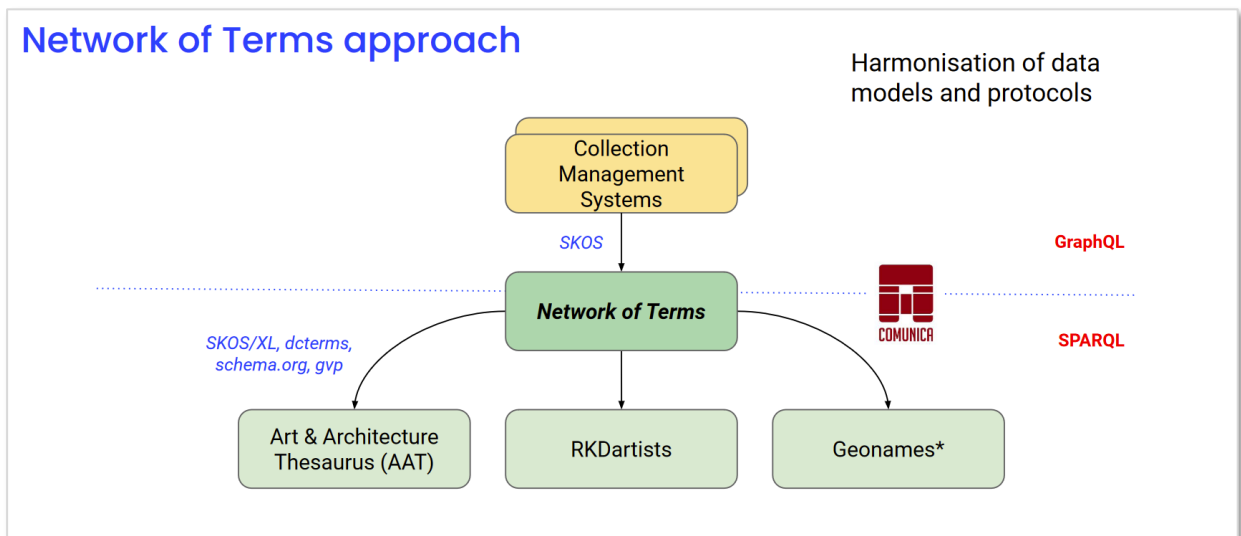 Network of Terms approach
Harmonisation of data
models and protocols
Collection
Management
Systems
SKOS
GraphQL
Network of Terms
COMUNICA
SPARQL
SKOS/XL, dcterms,
schema.org, gvp
Art & Architecture
Thesaurus (AAT)
RKDartists
Geonames*